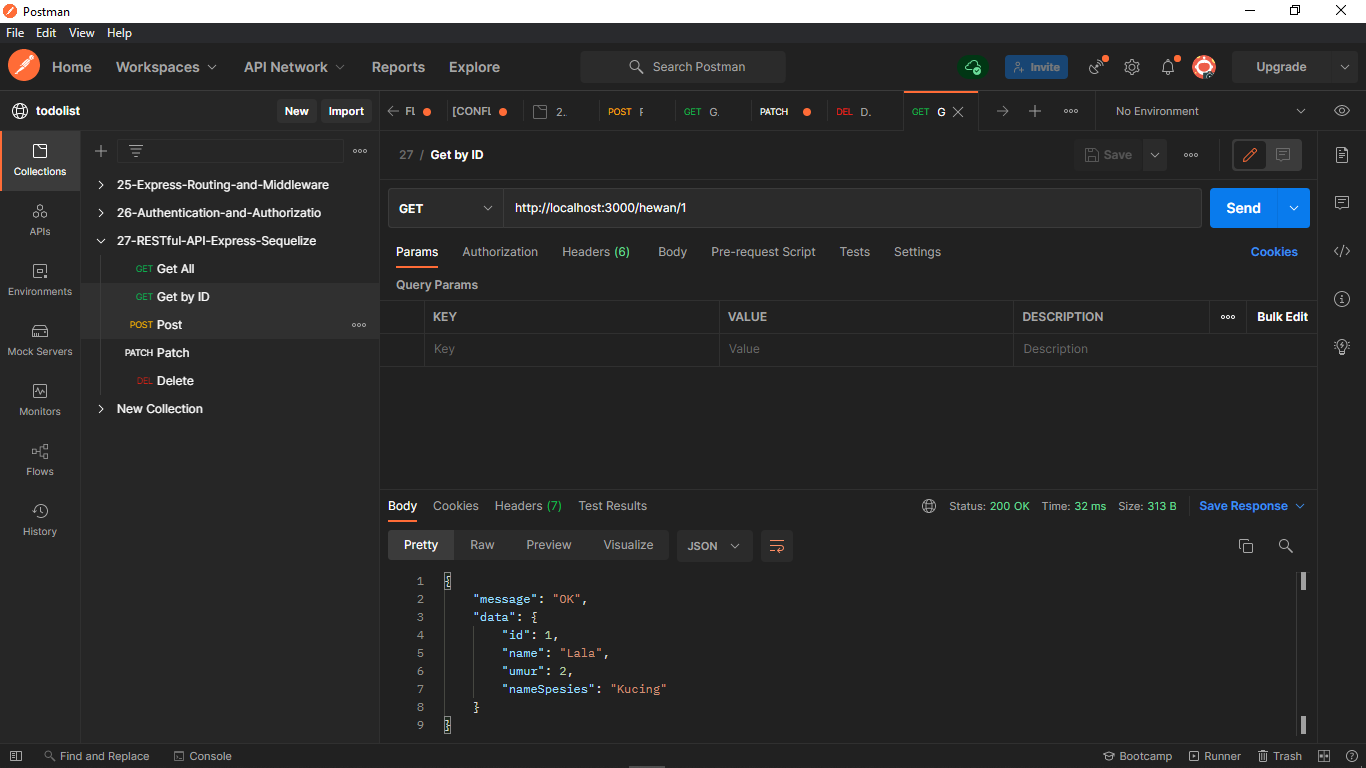 Postman
File Edit View Help
Home Workspaces API Network Reports Explore Search Postman Invite Upgrade
todolist New Import
FL [CONFL 2.. POST F GET G. PATCH DEL D. GET G No Environment
Collections
APIs
Environments
Mock Servers
Monitors
Flows
History
25-Express-Routing-and-Middleware
26-Authentication-and-Authorizatio
27-RESTful-API-Express-Sequelize
GET Get All
GET Get by ID
POST Post
PATCH Patch
DEL Delete
New Collection
27 / Get by ID Save
GET http://localhost:3000/hewan/1 Send
Params Authorization Headers (6) Body Pre-request Script Tests Settings Cookies
Query Params
KEY VALUE DESCRIPTION Bulk Edit
Key Value Description
Body Cookies Headers (7) Test Results Status: 200 OK Time: 32 ms Size: 313 B Save Response
Pretty Raw Preview Visualize JSON
1 {
2 "message": "OK",
3 "data": {
4 "id": 1,
5 "name": "Lala",
6 "umur": 2,
7 "nameSpesies": "Kucing"
8 }
9 }
Find and Replace Console Bootcamp Runner Trash